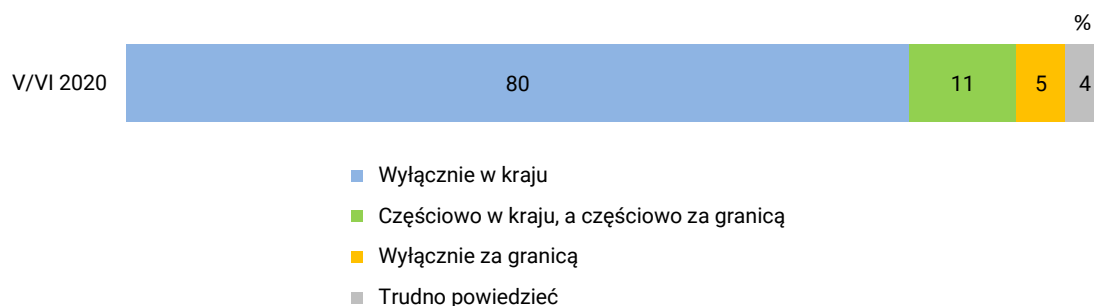 %
V/VI 2020 80 11 5 4
Wyłącznie w kraju
Częściowo w kraju, a częściowo za granicą
Wyłącznie za granicą
Trudno powiedzieć